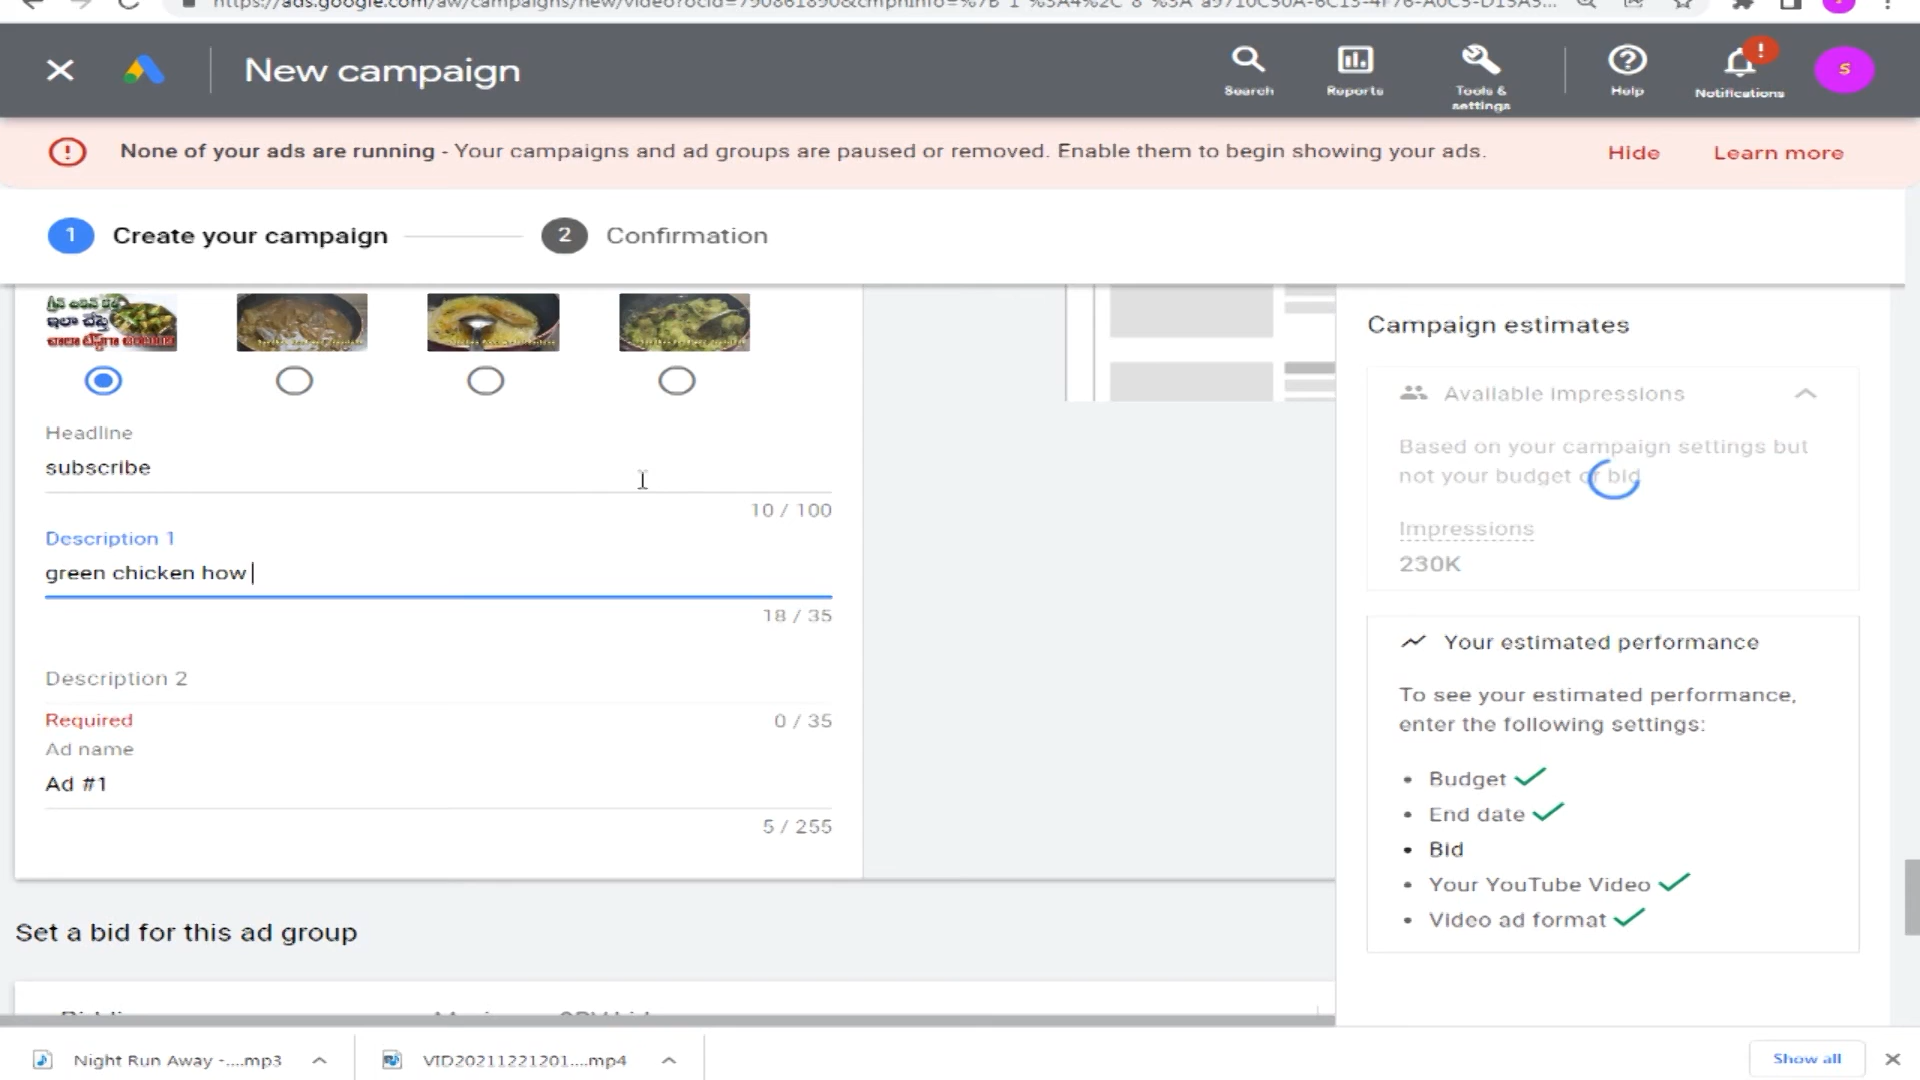 New campaign
Search
Reports
Tools &
settings
Help
Notifications
S
None of your ads are running - Your campaigns and ad groups are paused or removed. Enable them to begin showing your ads.
Hide
Learn more
1
Create your campaign
2
Confirmation
గ్రీన్ చికెన్
ఇలా చేస్తే
చాలా టేస్టీగా ఉంటుంది
Headline
subscribe
10 / 100
Description 1
green chicken how
18 / 35
Description 2
Required
0 / 35
Ad name
Ad #1
5 / 255
Set a bid for this ad group
Campaign estimates
Available Impressions
Based on your campaign settings but
not your budget or bid
Impressions
230K
Your estimated performance
To see your estimated performance,
enter the following settings:
Budget
End date
Bid
Your YouTube Video
Video ad format
Night Run Away -....mp3
VID20211221201....mp4
Show all